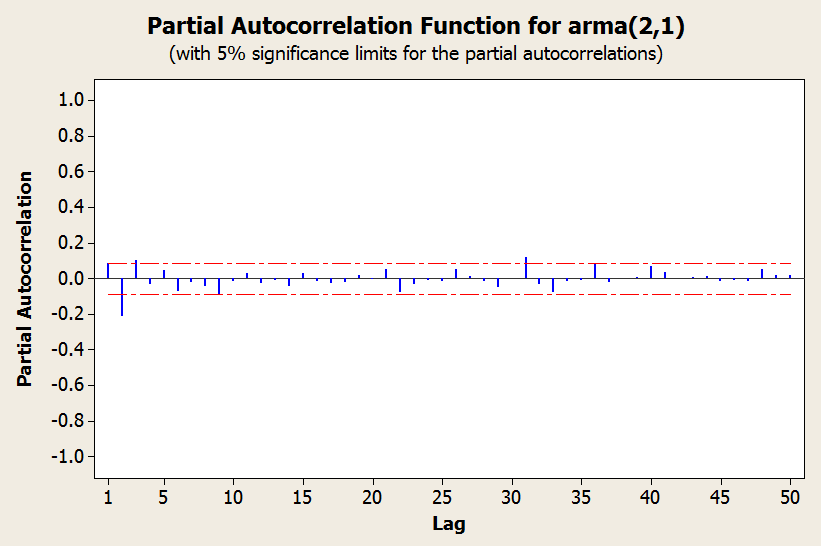 Partial Autocorrelation Function for arma(2,1)
(with 5% significance limits for the partial autocorrelations)
Partial Autocorrelation
1.0
0.8
0.6
0.4
0.2
0.0
-0.2
-0.4
-0.6
-0.8
-1.0
1 5 10 15 20 25 30 35 40 45 50
Lag